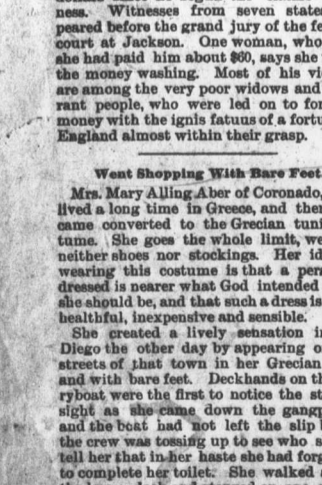 ness. Witnesses from seven state
peared before the grand jury of the fe
court at Jackson. One woman, who
she had paid him about $60, says she
the money washing. Most of his vi
are among the very poor widows and
rant people, who were led on to for
money with the ignis fatuus of a fortu
England almost within their grasp.
Went Shopping With Bare Feet
Mrs. Mary Alling Aber of Coronado,
lived a long time in Greece, and ther
came converted to the Grecian tuni
tume. She goes the whole limit, we
neither shoes nor stockings. Her id
wearing this costume is that a pers
dressed is nearer what God intended
she should be, and that such a dress is
healthful, inexpensive and sensible.
She created a lively sensation i
Diego the other day by appearing o
streets of that town in her Grecian
and with bare feet. Deckhands on th
ryboat were the first to notice the st
sight as she came down the gangp
and the boat had not left the slip b
the crew was tossing up to see who s
tell her that in her haste she had forg
to complete her toilet. She walked